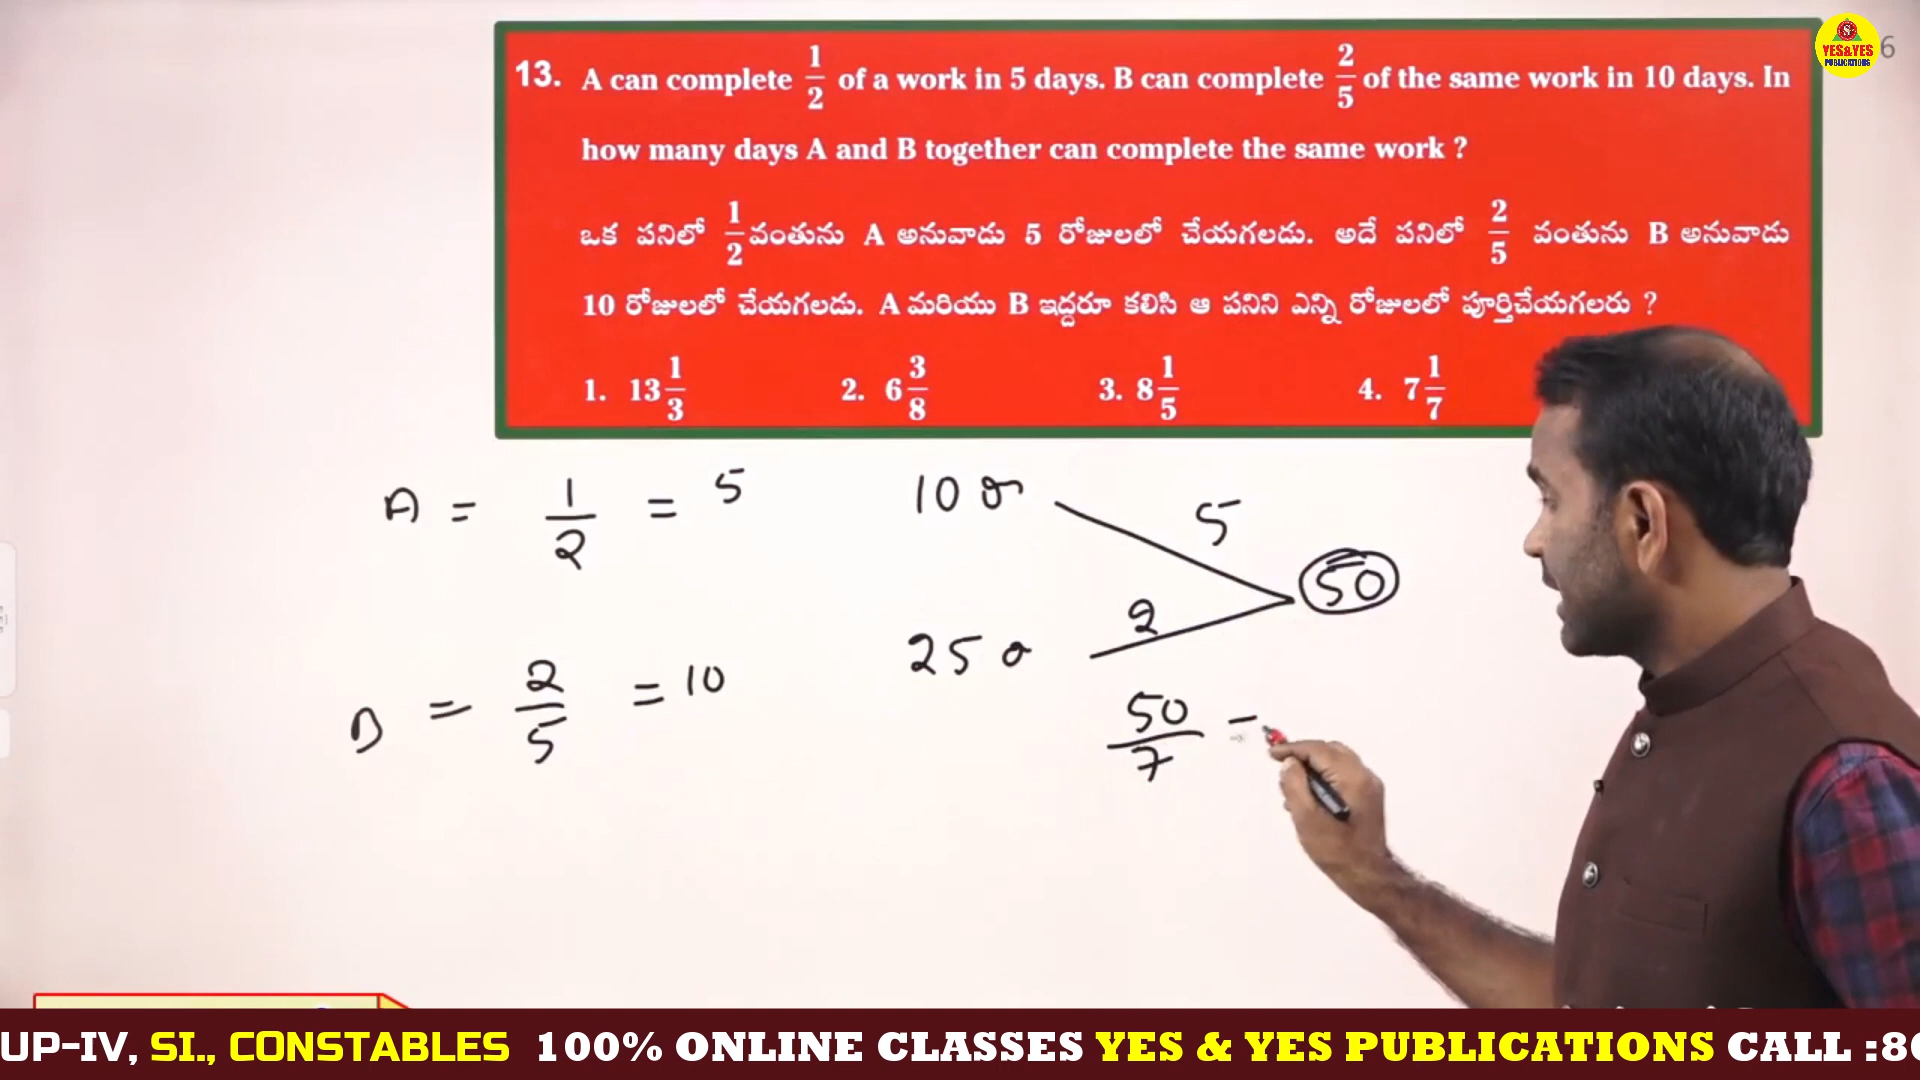 13. A can complete 1/2 of a work in 5 days. B can complete 2/5 of the same work in 10 days. In
how many days A and B together can complete the same work ?
ఒక పనిలో 1/2 వంతును A అనువాడు 5 రోజులలో చేయగలడు. అదే పనిలో 2/5 వంతును B అనువాడు
10 రోజులలో చేయగలడు. A మరియు B ఇద్దరూ కలిసి ఆ పనిని ఎన్ని రోజులలో పూర్తిచేయగలరు ?
1. 13 1/3 2. 6 3/8 3. 8 1/5 4. 7 1/7
YES&YES
PUBLICATIONS
6
A = 1/2 = 5
10 రో
5
50
B = 2/5 = 10
25
2
50/7 =
UP-IV, SI., CONSTABLES 100% ONLINE CLASSES YES & YES PUBLICATIONS CALL :8